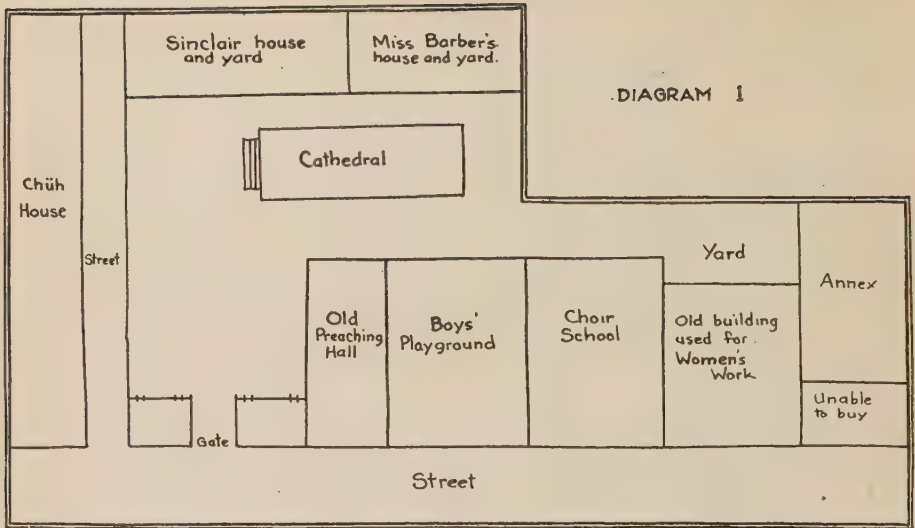 Sinclair house
and yard
Miss Barber's
house and yard.
DIAGRAM 1
Cathedral
Chüh
House
Street
Yard
Annex
Old
Preaching
Hall
Boys'
Playground
Choir
School
Old building
used for
Women's
Work
Unable
to buy
Gate
Street